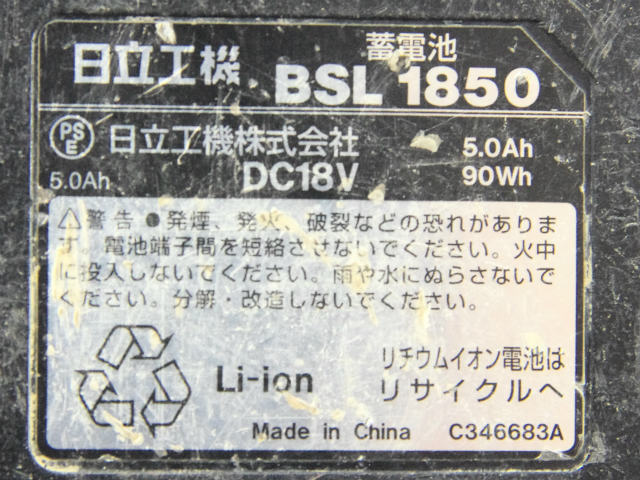 日立工機 蓄電池
BSL 1850
PSE 日立工機株式会社 5.0Ah
5.0Ah DC18V 90Wh
⚠警告 ●発煙、発火、破裂などの恐れがありま
す。電池端子間を短絡させないでください。火中
に投入しないでください。雨や水にぬらさないで
ください。分解・改造しないでください。
Li-ion
リチウムイオン電池は
リサイクルへ
Made in China C346683A